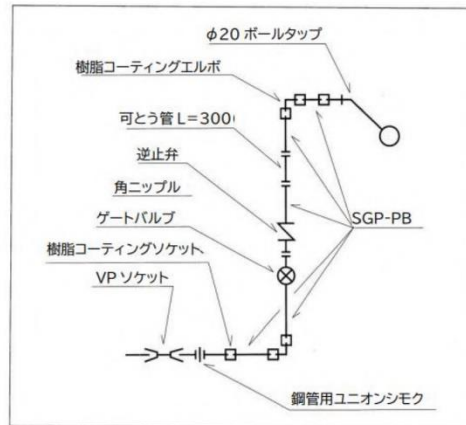 φ20 ボールタップ
樹脂コーティングエルボ
可とう管 L=300
逆止弁
角ニップル
ゲートバルブ
SGP-PB
樹脂コーティングソケット
VP ソケット
鋼管用ユニオンシモク